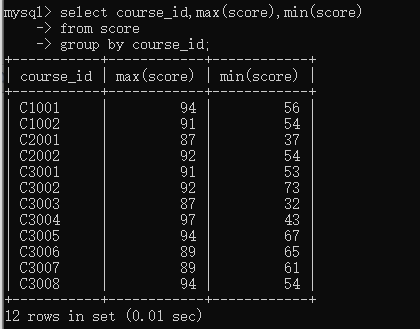 mysql> select course_id,max(score),min(score)
    -> from score
    -> group by course_id;
+-----------+------------+------------+
| course_id | max(score) | min(score) |
+-----------+------------+------------+
| C1001     |         94 |         56 |
| C1002     |         91 |         54 |
| C2001     |         87 |         37 |
| C2002     |         92 |         54 |
| C3001     |         91 |         53 |
| C3002     |         92 |         73 |
| C3003     |         87 |         32 |
| C3004     |         97 |         43 |
| C3005     |         94 |         67 |
| C3006     |         89 |         65 |
| C3007     |         89 |         61 |
| C3008     |         94 |         54 |
+-----------+------------+------------+
12 rows in set (0.01 sec)